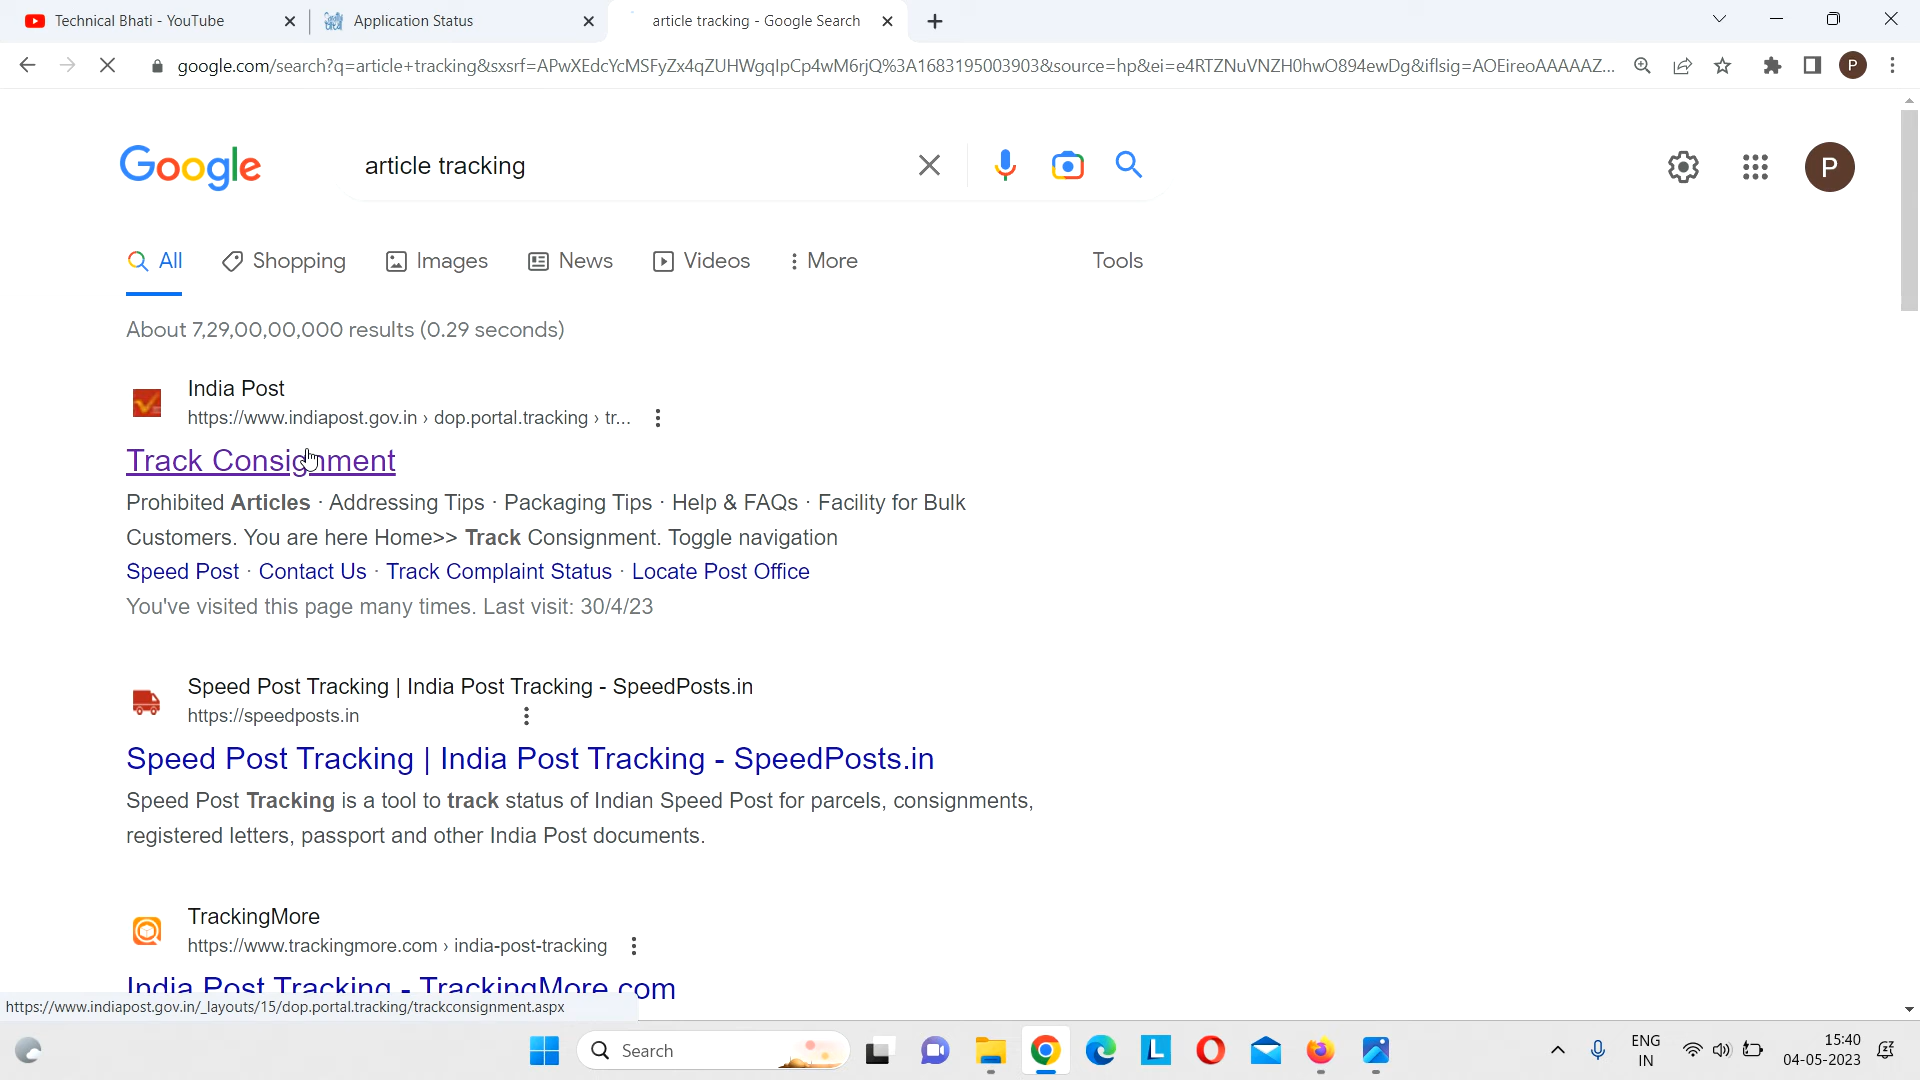 Technical Bhati - YouTube
Application Status
article tracking - Google Search
google.com/search?q=article+tracking&sxsrf=APwXEdcYcMSFyZx4qZUHWgqlpCp4wM6rjQ%3A1683195003903&source=hp&ei=e4RTZNuVNZH0hwO894ewDg&iflsig=AOEireoAAAAAZ...
P
Google
article tracking
P
All
Shopping
Images
News
Videos
More
Tools
About 7,29,00,00,000 results (0.29 seconds)
India Post
https://www.indiapost.gov.in › dop.portal.tracking › tr...
Track Consignment
Prohibited Articles · Addressing Tips · Packaging Tips · Help & FAQs · Facility for Bulk
Customers. You are here Home>> Track Consignment. Toggle navigation
Speed Post · Contact Us · Track Complaint Status · Locate Post Office
You've visited this page many times. Last visit: 30/4/23
Speed Post Tracking | India Post Tracking - SpeedPosts.in
https://speedposts.in
Speed Post Tracking | India Post Tracking - SpeedPosts.in
Speed Post Tracking is a tool to track status of Indian Speed Post for parcels, consignments,
registered letters, passport and other India Post documents.
TrackingMore
https://www.trackingmore.com › india-post-tracking
India Post Tracking - TrackingMore.com
https://www.indiapost.gov.in/_layouts/15/dop.portal.tracking/trackconsignment.aspx
Search
L
ENG
IN
15:40
04-05-2023